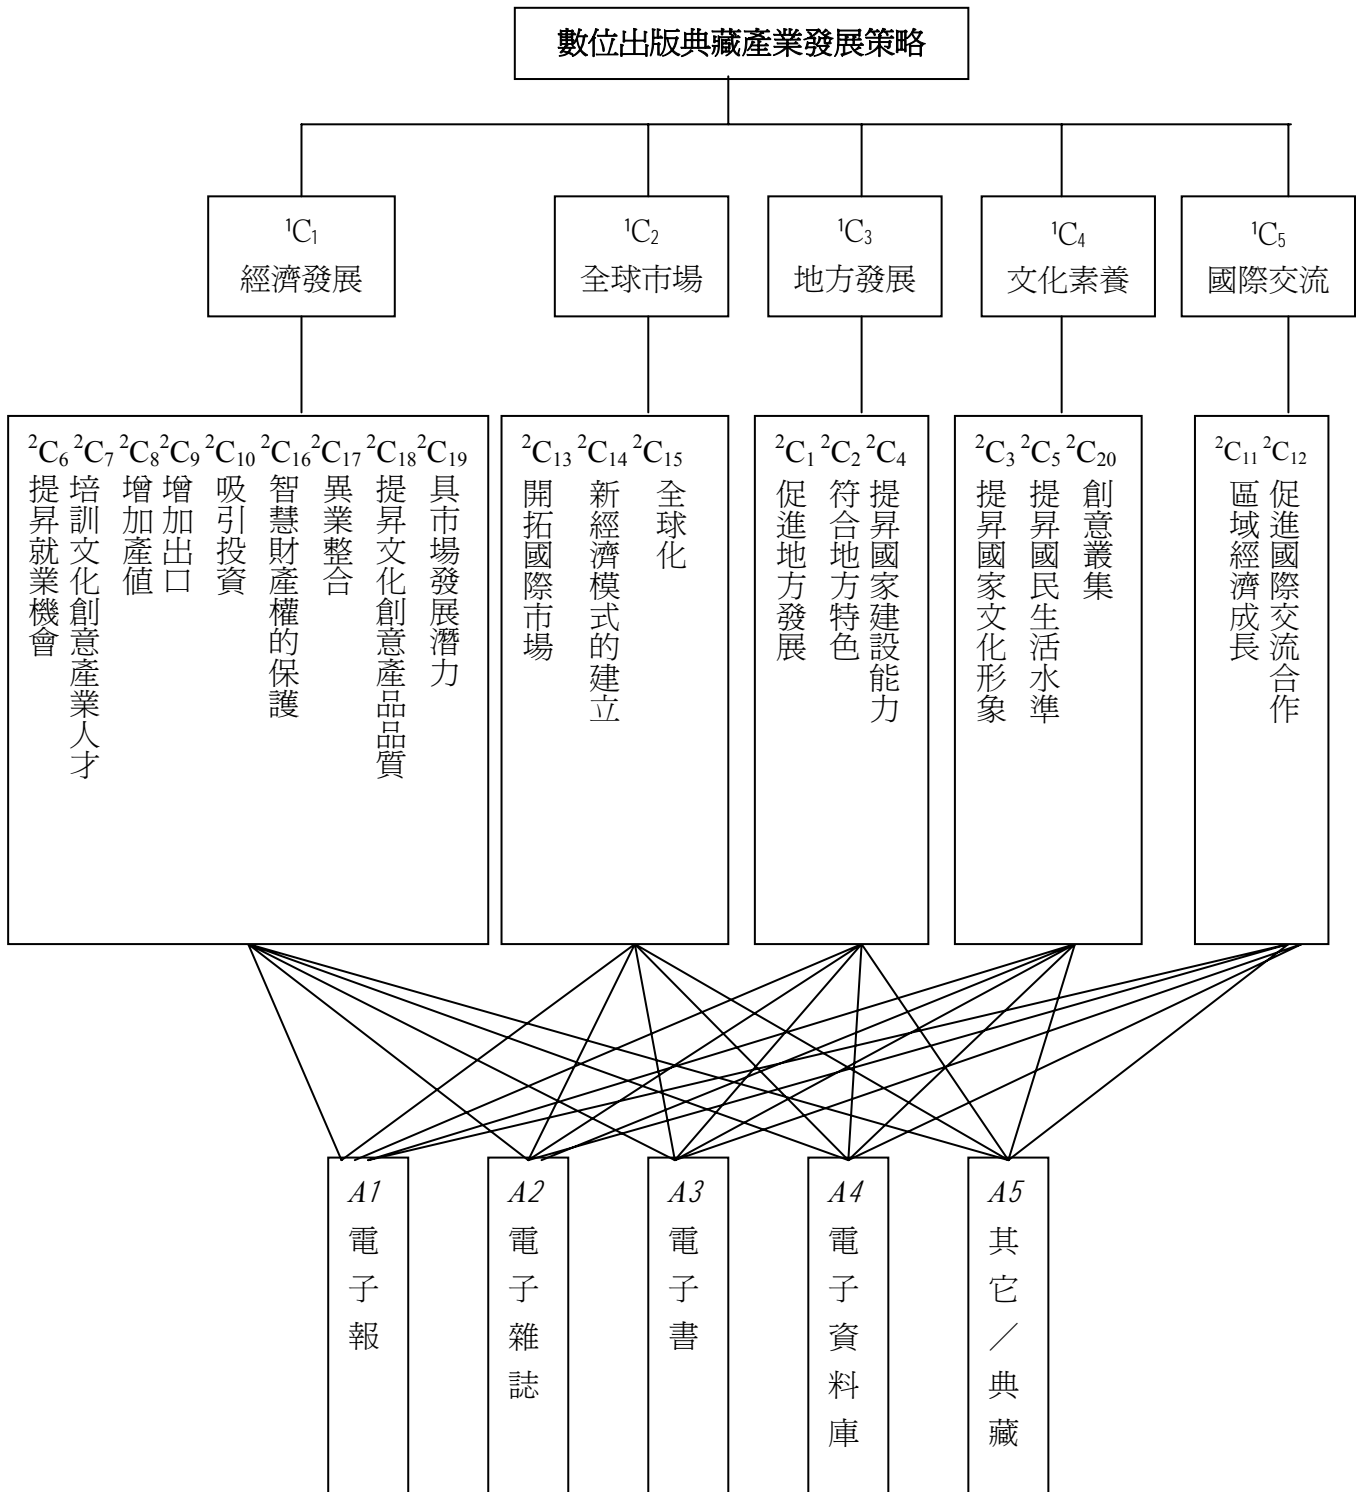 數位出版典藏產業發展策略
¹C₁
經濟發展
¹C₂
全球市場
¹C₃
地方發展
¹C₄
文化素養
¹C₅
國際交流
²C₆
提昇就業機會
²C₇
培訓文化創意產業人才
²C₈
增加產值
²C₉
增加出口
²C₁₀
吸引投資
²C₁₆
智慧財產權的保護
²C₁₇
異業整合
²C₁₈
提昇文化創意產品品質
²C₁₉
具市場發展潛力
²C₁₃
開拓國際市場
²C₁₄
新經濟模式的建立
²C₁₅
全球化
²C₁
促進地方發展
²C₂
符合地方特色
²C₄
提昇國家建設能力
²C₃
提昇國家文化形象
²C₅
提昇國民生活水準
²C₂₀
創意叢集
²C₁₁
區域經濟成長
²C₁₂
促進國際交流合作
A1
電子報
A2
電子雜誌
A3
電子書
A4
電子資料庫
A5
其它／典藏